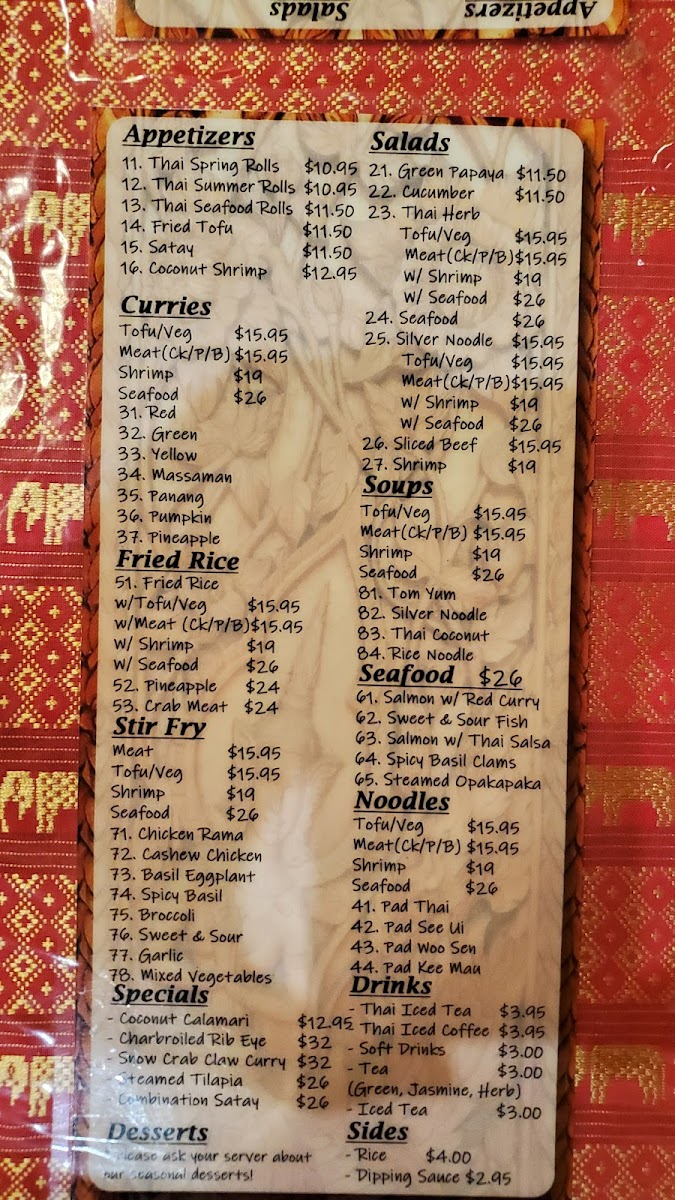 Appetizers
Salads
Appetizers
11. Thai Spring Rolls $10.95
12. Thai Summer Rolls $10.95
13. Thai Seafood Rolls $11.50
14. Fried Tofu $11.50
15. Satay $11.50
16. Coconut Shrimp $12.95
Curries
Tofu/Veg $15.95
Meat(Ck/P/B) $15.95
Shrimp $19
Seafood $26
31. Red
32. Green
33. Yellow
34. Massaman
35. Panang
36. Pumpkin
37. Pineapple
Fried Rice
51. Fried Rice
w/Tofu/Veg $15.95
w/Meat (Ck/P/B)$15.95
W/ Shrimp $19
W/ Seafood $26
52. Pineapple $24
53. Crab Meat $24
Stir Fry
Meat $15.95
Tofu/Veg $15.95
Shrimp $19
Seafood $26
71. Chicken Rama
72. Cashew Chicken
73. Basil Eggplant
74. Spicy Basil
75. Broccoli
76. Sweet & Sour
77. Garlic
78. Mixed Vegetables
Specials
- Coconut Calamari $12.95
- Charbroiled Rib Eye $32
- Snow Crab Claw Curry $32
- Steamed Tilapia $26
- Combination Satay $26
Desserts
Please ask your server about
our seasonal desserts!
Salads
21. Green Papaya $11.50
22. Cucumber $11.50
23. Thai Herb
Tofu/Veg $15.95
Meat(Ck/P/B)$15.95
W/ Shrimp $19
W/ Seafood $26
24. Seafood $26
25. Silver Noodle $15.95
Tofu/Veg $15.95
Meat(Ck/P/B)$15.95
W/ Shrimp $19
W/ Seafood $26
26. Sliced Beef $15.95
27. Shrimp $19
Soups
Tofu/Veg $15.95
Meat(Ck/P/B) $15.95
Shrimp $19
Seafood $26
81. Tom Yum
82. Silver Noodle
83. Thai Coconut
84. Rice Noodle
Seafood $26
61. Salmon w/ Red Curry
62. Sweet & Sour Fish
63. Salmon w/ Thai Salsa
64. Spicy Basil Clams
65. Steamed Opakapaka
Noodles
Tofu/Veg $15.95
Meat(Ck/P/B) $15.95
Shrimp $19
Seafood $26
41. Pad Thai
42. Pad See Ui
43. Pad Woo Sen
44. Pad Kee Mau
Drinks
- Thai Iced Tea $3.95
Thai Iced Coffee $3.95
- Soft Drinks $3.00
- Tea $3.00
(Green, Jasmine, Herb)
- Iced Tea $3.00
Sides
- Rice $4.00
- Dipping Sauce $2.95